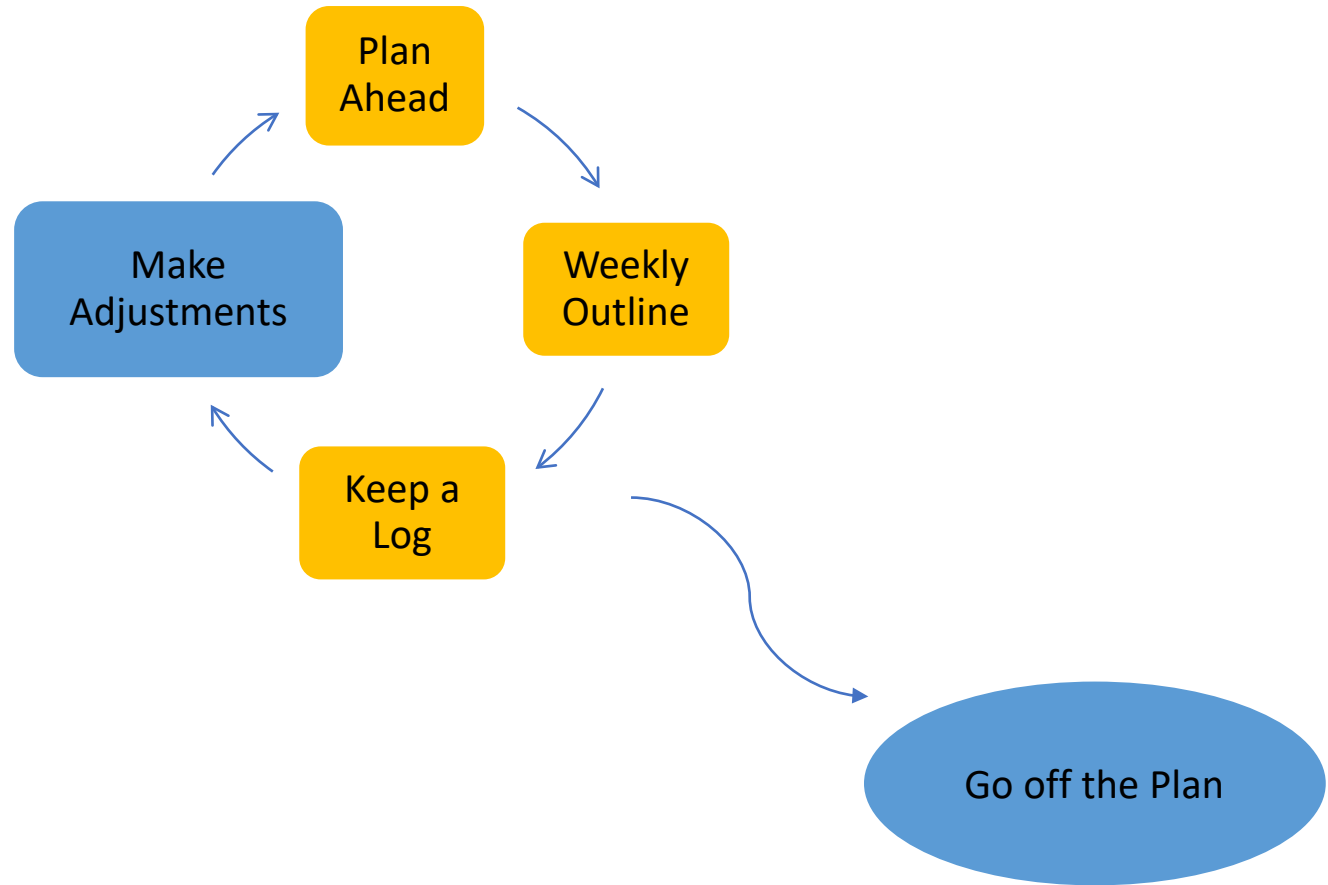 Plan
Ahead
Weekly
Outline
Make
Adjustments
Keep a
Log
Go off the Plan